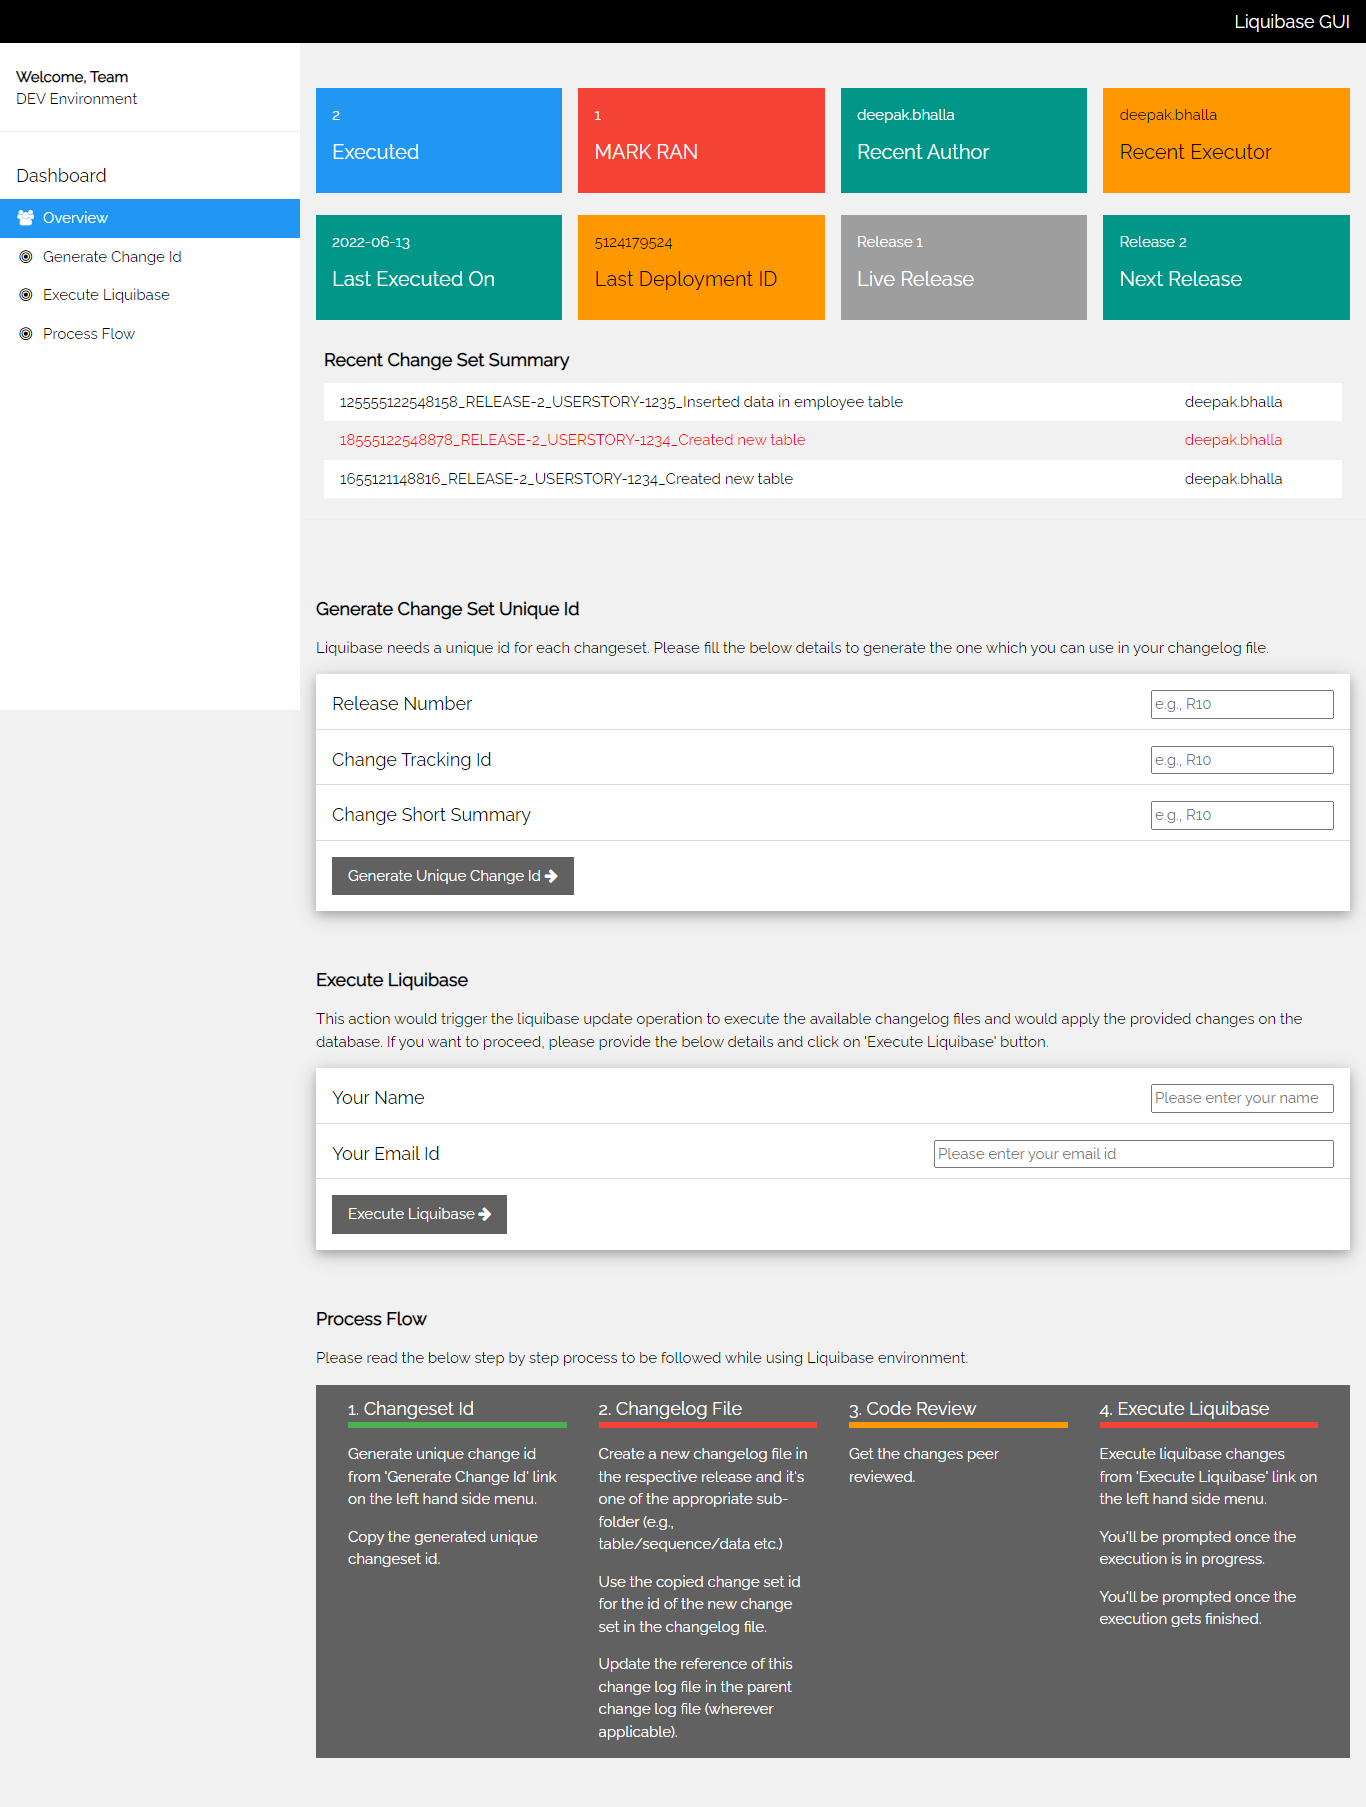 Liquibase GUI
Welcome, Team
DEV Environment
Dashboard
Overview
Generate Change Id
Execute Liquibase
Process Flow
2
Executed
1
MARK RAN
deepak.bhalla
Recent Author
deepak.bhalla
Recent Executor
2022-06-13
Last Executed On
5124179524
Last Deployment ID
Release 1
Live Release
Release 2
Next Release
Recent Change Set Summary
125555122548158_RELEASE-2_USERSTORY-1235_Inserted data in employee table deepak.bhalla
18555122548878_RELEASE-2_USERSTORY-1234_Created new table deepak.bhalla
1655121148816_RELEASE-2_USERSTORY-1234_Created new table deepak.bhalla
Generate Change Set Unique Id
Liquibase needs a unique id for each changeset. Please fill the below details to generate the one which you can use in your changelog file.
Release Number e.g., R10
Change Tracking Id e.g., R10
Change Short Summary e.g., R10
Generate Unique Change Id
Execute Liquibase
This action would trigger the liquibase update operation to execute the available changelog files and would apply the provided changes on the
database. If you want to proceed, please provide the below details and click on 'Execute Liquibase' button.
Your Name Please enter your name
Your Email Id Please enter your email id
Execute Liquibase
Process Flow
Please read the below step by step process to be followed while using Liquibase environment.
1. Changeset Id
Generate unique change id
from 'Generate Change Id' link
on the left hand side menu.
Copy the generated unique
changeset id.
2. Changelog File
Create a new changelog file in
the respective release and it's
one of the appropriate sub-
folder (e.g.,
table/sequence/data etc.)
Use the copied change set id
for the id of the new change
set in the changelog file.
Update the reference of this
change log file in the parent
change log file (wherever
applicable).
3. Code Review
Get the changes peer
reviewed.
4. Execute Liquibase
Execute liquibase changes
from 'Execute Liquibase' link on
the left hand side menu.
You'll be prompted once the
execution is in progress.
You'll be prompted once the
execution gets finished.